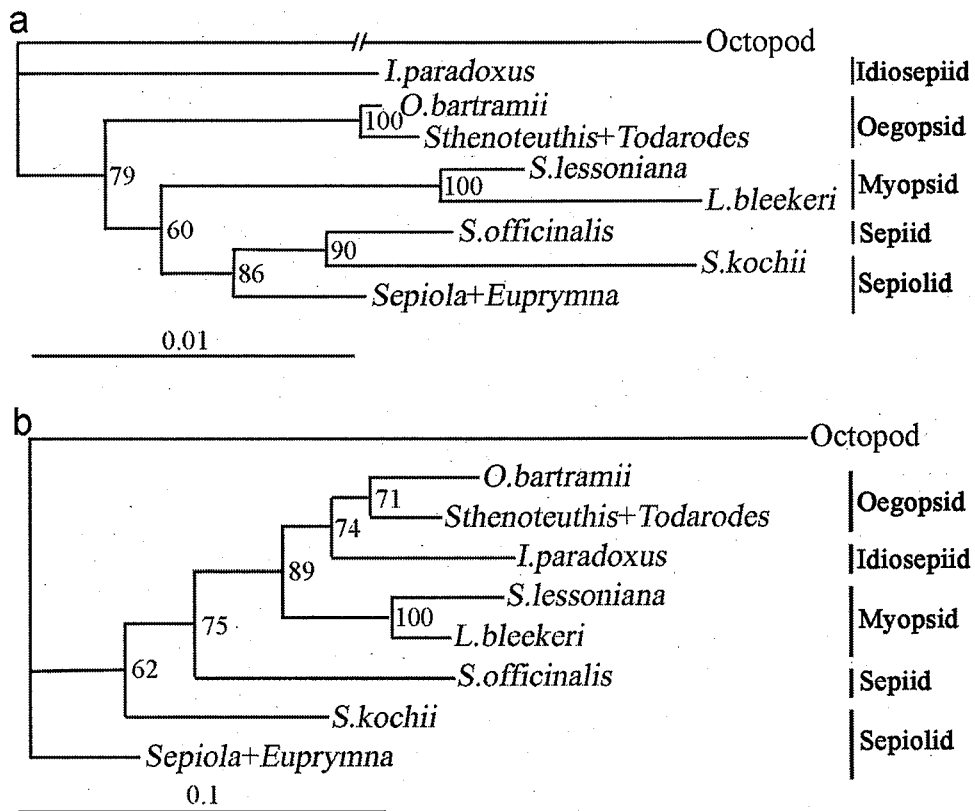 a
Octopod
I.paradoxus
Idiosepiid
O.bartramii
100
Sthenoteuthis+Todarodes
Oegopsid
79
S.lessoniana
100
L.bleekeri
Myopsid
60
S.officinalis
Sepiid
90
S.kochii
86
Sepiola+Euprymna
Sepiolid
0.01
b
Octopod
O.bartramii
71
Sthenoteuthis+Todarodes
Oegopsid
74
I.paradoxus
Idiosepiid
89
S.lessoniana
100
L.bleekeri
Myopsid
75
S.officinalis
Sepiid
62
S.kochii
Sepiola+Euprymna
Sepiolid
0.1